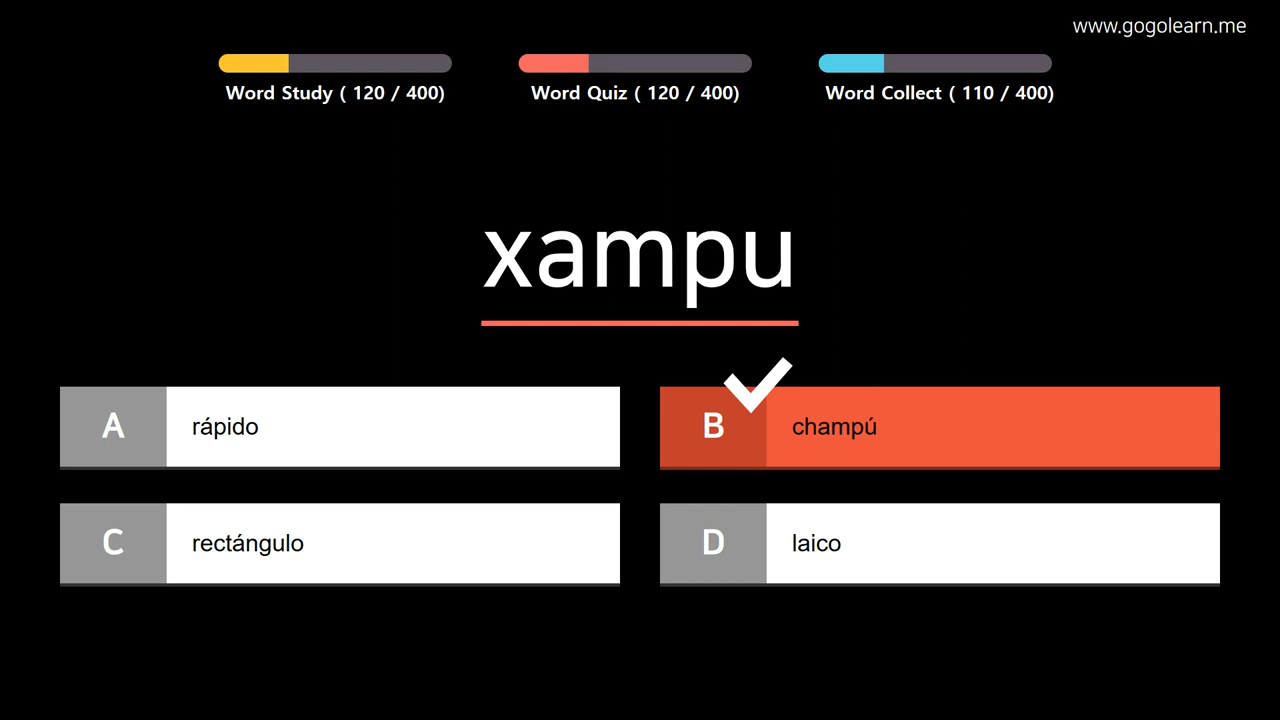 www.gogolearn.me
Word Study ( 120 / 400)
Word Quiz ( 120 / 400)
Word Collect ( 110 / 400)
xampu
A rápido
B champú
C rectángulo
D laico